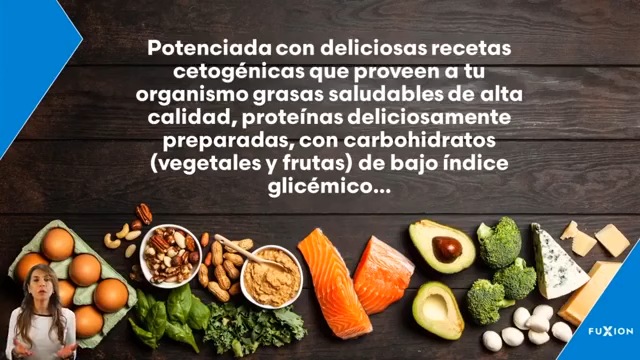 Potenciada con deliciosas recetas
cetogénicas que proveen a tu
organismo grasas saludables de alta
calidad, proteínas deliciosamente
preparadas, con carbohidratos
(vegetales y frutas) de bajo índice
glicémico...
FUXION